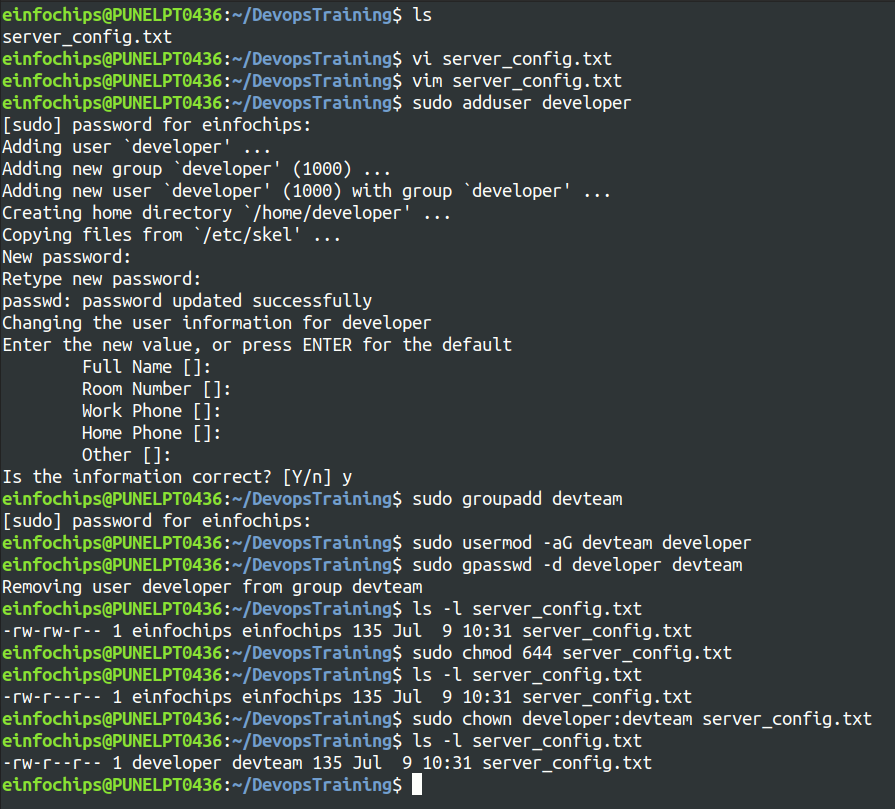 einfochips@PUNELPT0436:~/DevopsTraining$ ls
server_config.txt
einfochips@PUNELPT0436:~/DevopsTraining$ vi server_config.txt
einfochips@PUNELPT0436:~/DevopsTraining$ vim server_config.txt
einfochips@PUNELPT0436:~/DevopsTraining$ sudo adduser developer
[sudo] password for einfochips:
Adding user `developer' ...
Adding new group `developer' (1000) ...
Adding new user `developer' (1000) with group `developer' ...
Creating home directory `/home/developer' ...
Copying files from `/etc/skel' ...
New password:
Retype new password:
passwd: password updated successfully
Changing the user information for developer
Enter the new value, or press ENTER for the default
        Full Name []:
        Room Number []:
        Work Phone []:
        Home Phone []:
        Other []:
Is the information correct? [Y/n] y
einfochips@PUNELPT0436:~/DevopsTraining$ sudo groupadd devteam
[sudo] password for einfochips:
einfochips@PUNELPT0436:~/DevopsTraining$ sudo usermod -aG devteam developer
einfochips@PUNELPT0436:~/DevopsTraining$ sudo gpasswd -d developer devteam
Removing user developer from group devteam
einfochips@PUNELPT0436:~/DevopsTraining$ ls -l server_config.txt
-rw-rw-r-- 1 einfochips einfochips 135 Jul  9 10:31 server_config.txt
einfochips@PUNELPT0436:~/DevopsTraining$ sudo chmod 644 server_config.txt
einfochips@PUNELPT0436:~/DevopsTraining$ ls -l server_config.txt
-rw-r--r-- 1 einfochips einfochips 135 Jul  9 10:31 server_config.txt
einfochips@PUNELPT0436:~/DevopsTraining$ sudo chown developer:devteam server_config.txt
einfochips@PUNELPT0436:~/DevopsTraining$ ls -l server_config.txt
-rw-r--r-- 1 developer devteam 135 Jul  9 10:31 server_config.txt
einfochips@PUNELPT0436:~/DevopsTraining$